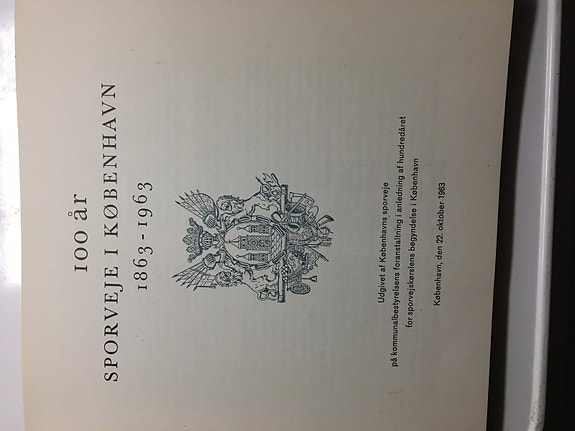 100 år
SPORVEJE I KØBENHAVN
1863-1963
Udgivet af Københavns sporveje
på kommunalbestyrelsens foranstaltning i anledning af hundredåret
for sporvejskørslens begyndelse i København
København, den 22. oktober 1963